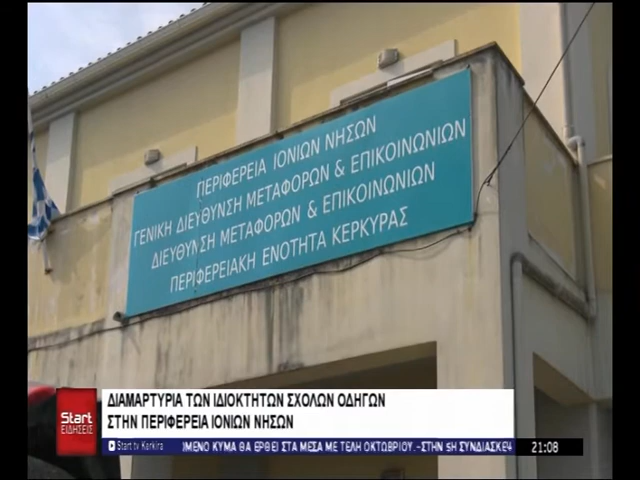 ΠΕΡΙΦΕΡΕΙΑ ΙΟΝΙΩΝ ΝΗΣΩΝ
ΓΕΝΙΚΗ ΔΙΕΥΘΥΝΣΗ ΜΕΤΑΦΟΡΩΝ & ΕΠΙΚΟΙΝΩΝΙΩΝ
ΔΙΕΥΘΥΝΣΗ ΜΕΤΑΦΟΡΩΝ & ΕΠΙΚΟΙΝΩΝΙΩΝ
ΠΕΡΙΦΕΡΕΙΑΚΗ ΕΝΟΤΗΤΑ ΚΕΡΚΥΡΑΣ
Start
ΕΙΔΗΣΕΙΣ
ΔΙΑΜΑΡΤΥΡΙΑ ΤΩΝ ΙΔΙΟΚΤΗΤΩΝ ΣΧΟΛΩΝ ΟΔΗΓΩΝ
ΣΤΗΝ ΠΕΡΙΦΕΡΕΙΑ ΙΟΝΙΩΝ ΝΗΣΩΝ
Start tv Kerkira ΜΕΝΟ ΚΥΜΑ ΘΑ ΕΡΘΕΙ ΣΤΑ ΜΕΣΑ ΜΕ ΤΕΛΗ ΟΚΤΩΒΡΙΟΥ.-ΣΤΗΝ 21:08